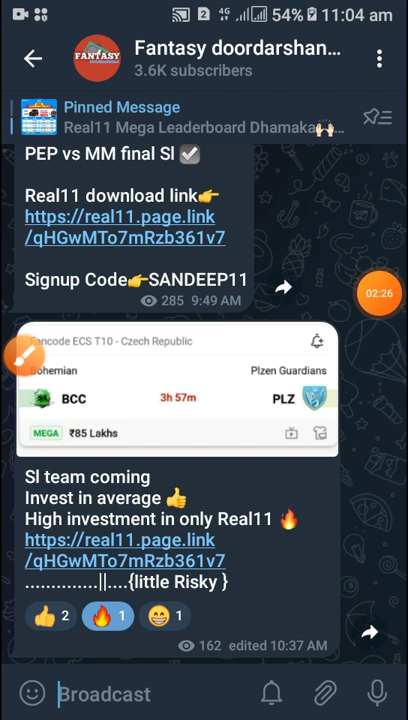 4G 54% 11:04 am
Fantasy doordarshan...
3.6K subscribers
FANTASY
Pinned Message
Real11 Mega Leaderboard Dhamaka🙌🏻...
PEP vs MM final Sl ☑️
Real11 download link👉
https://real11.page.link
/qHGwMTo7mRzb361v7
Signup Code👉SANDEEP11
285 9:49 AM
02:26
Fancode ECS T10 - Czech Republic
Bohemian Plzen Guardians
BCC 3h 57m PLZ
MEGA ₹85 Lakhs
Sl team coming
Invest in average 👍
High investment in only Real11 🔥
https://real11.page.link
/qHGwMTo7mRzb361v7
..............||....{little Risky }
👍 2 🔥 1 😁 1
162 edited 10:37 AM
Broadcast